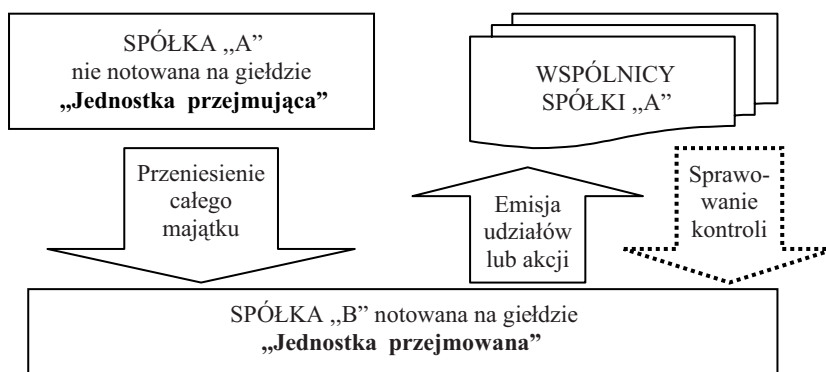 SPÓŁKA „A”
nie notowana na giełdzie
„Jednostka przejmująca”
WSPÓLNICY
SPÓŁKI „A”
Przeniesienie
całego
majątku
Emisja
udziałów
lub akcji
Sprawo-
wanie
kontroli
SPÓŁKA „B” notowana na giełdzie
„Jednostka przejmowana”